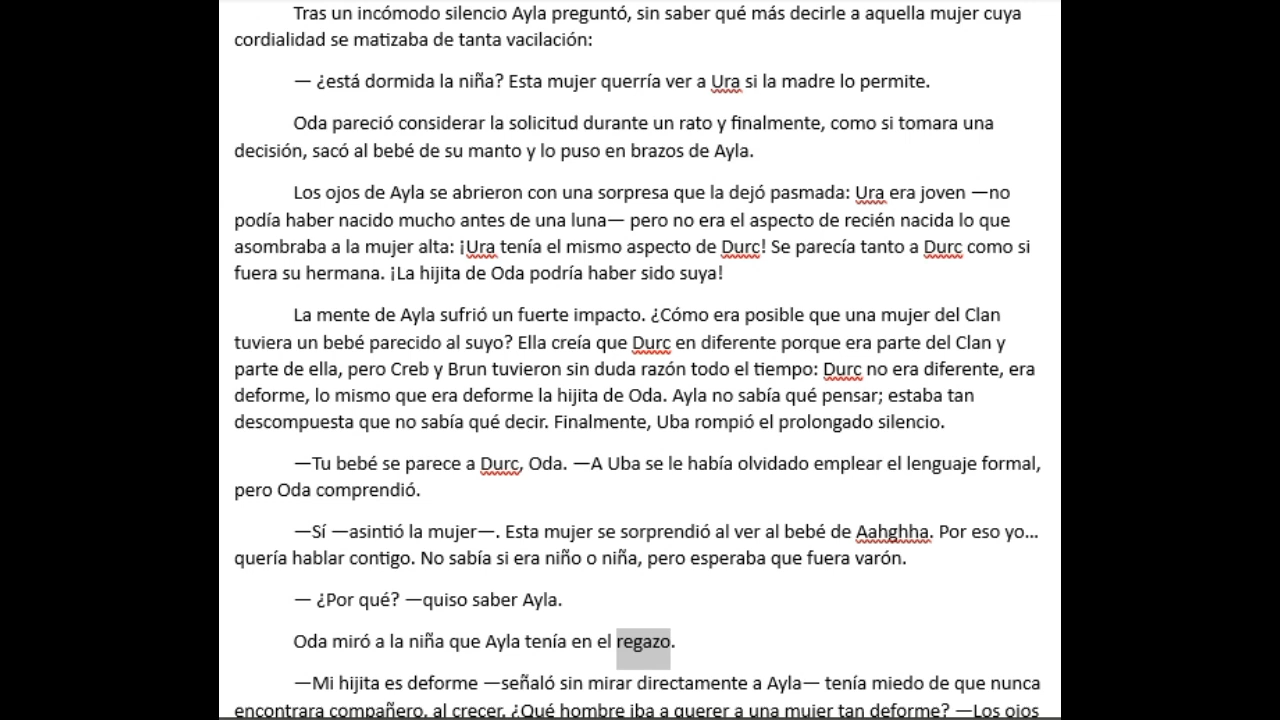 Tras un incómodo silencio Ayla preguntó, sin saber qué más decirle a aquella mujer cuya
cordialidad se matizaba de tanta vacilación:
— ¿está dormida la niña? Esta mujer querría ver a Ura si la madre lo permite.
Oda pareció considerar la solicitud durante un rato y finalmente, como si tomara una
decisión, sacó al bebé de su manto y lo puso en brazos de Ayla.
Los ojos de Ayla se abrieron con una sorpresa que la dejó pasmada: Ura era joven —no
podía haber nacido mucho antes de una luna— pero no era el aspecto de recién nacida lo que
asombraba a la mujer alta: ¡Ura tenía el mismo aspecto de Durc! Se parecía tanto a Durc como si
fuera su hermana. ¡La hijita de Oda podría haber sido suya!
La mente de Ayla sufrió un fuerte impacto. ¿Cómo era posible que una mujer del Clan
tuviera un bebé parecido al suyo? Ella creía que Durc en diferente porque era parte del Clan y
parte de ella, pero Creb y Brun tuvieron sin duda razón todo el tiempo: Durc no era diferente, era
deforme, lo mismo que era deforme la hijita de Oda. Ayla no sabía qué pensar; estaba tan
descompuesta que no sabía qué decir. Finalmente, Uba rompió el prolongado silencio.
—Tu bebé se parece a Durc, Oda. —A Uba se le había olvidado emplear el lenguaje formal,
pero Oda comprendió.
—Sí —asintió la mujer—. Esta mujer se sorprendió al ver al bebé de Aahghha. Por eso yo...
quería hablar contigo. No sabía si era niño o niña, pero esperaba que fuera varón.
— ¿Por qué? —quiso saber Ayla.
Oda miró a la niña que Ayla tenía en el regazo.
—Mi hijita es deforme —señaló sin mirar directamente a Ayla— tenía miedo de que nunca
encontrara compañero, al crecer. ¿Qué hombre iba a querer a una mujer tan deforme? —Los ojos